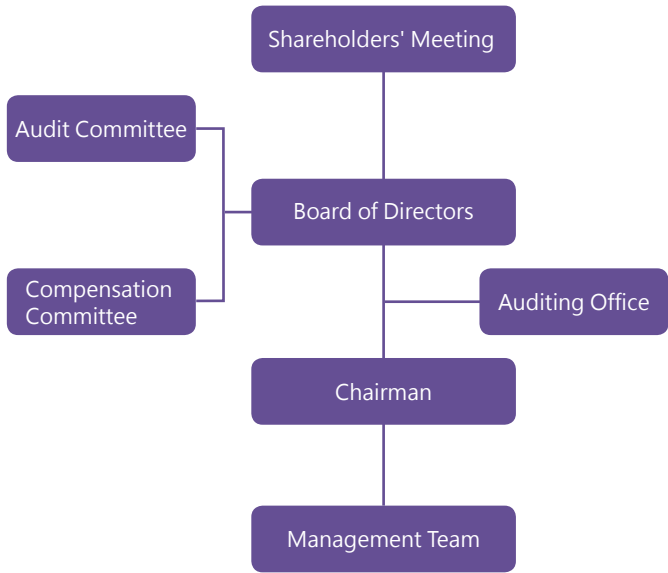 Shareholders' Meeting
Audit Committee
Board of Directors
Compensation
Committee
Auditing Office
Chairman
Management Team